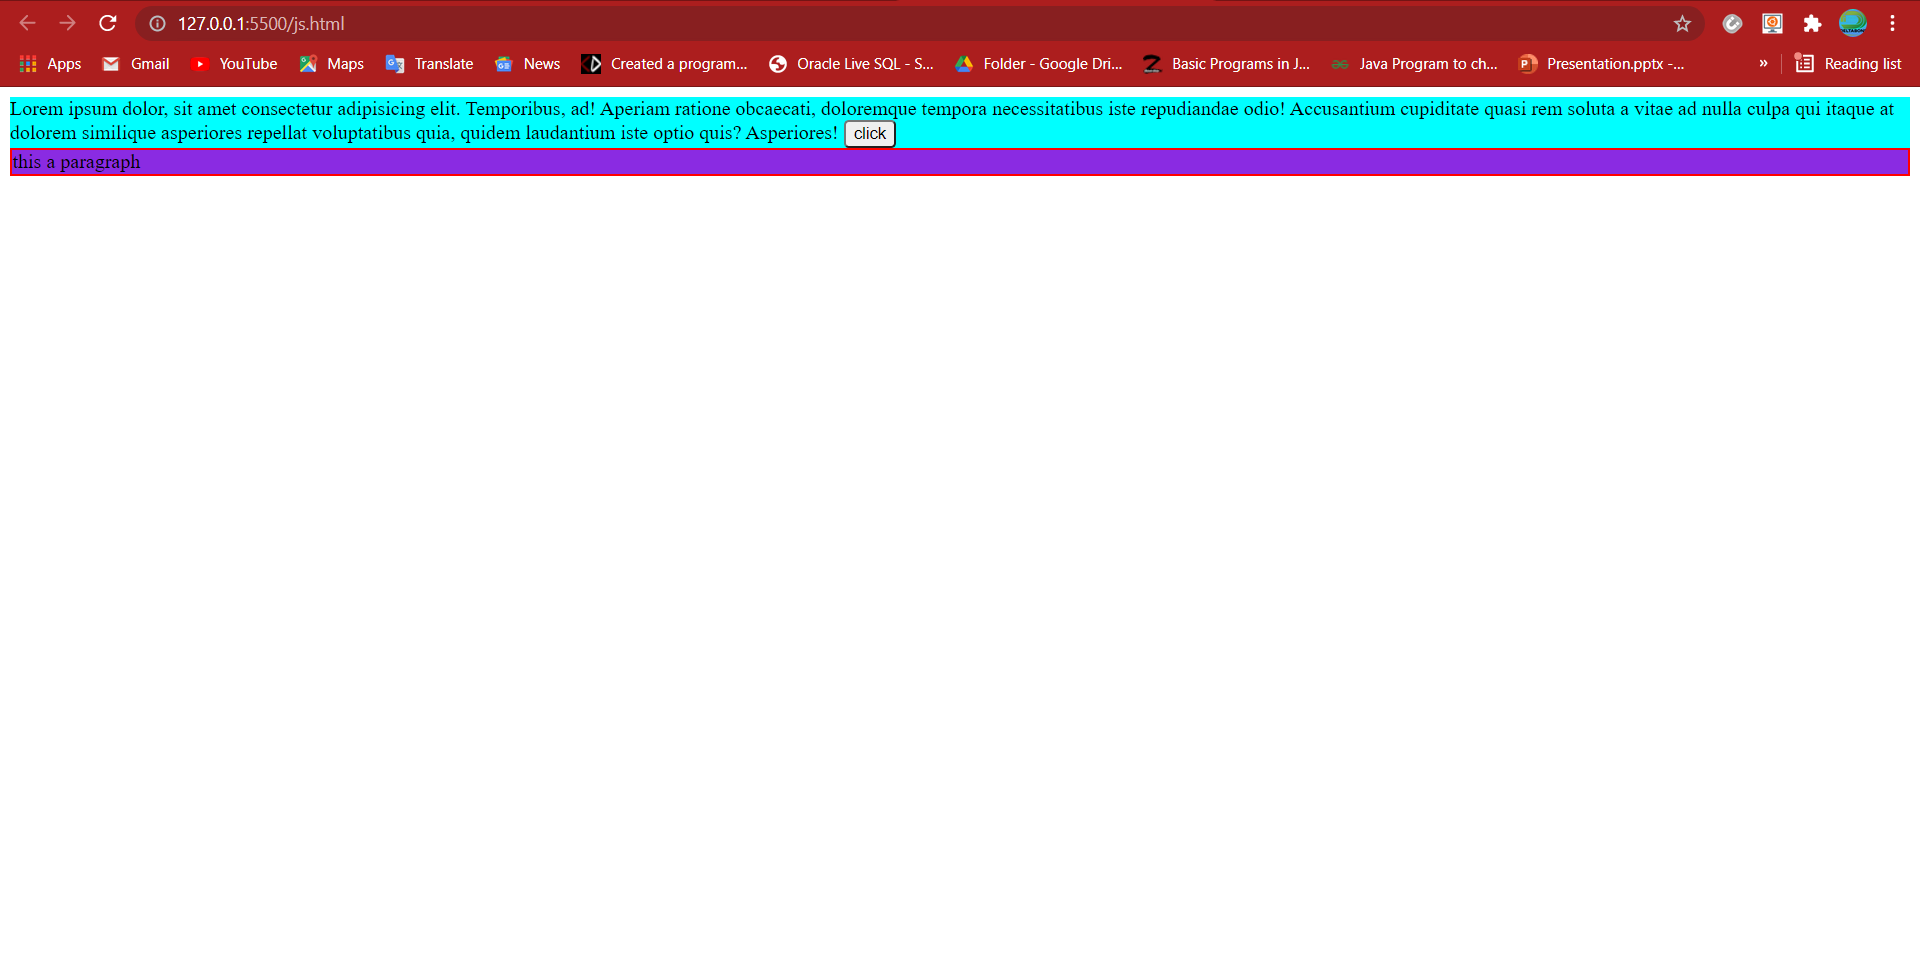 127.0.0.1:5500/js.html
Apps Gmail YouTube Maps Translate News Created a program... Oracle Live SQL - S... Folder - Google Dri... Basic Programs in J... Java Program to ch... Presentation.pptx -... » Reading list
Lorem ipsum dolor, sit amet consectetur adipisicing elit. Temporibus, ad! Aperiam ratione obcaecati, doloremque tempora necessitatibus iste repudiandae odio! Accusantium cupiditate quasi rem soluta a vitae ad nulla culpa qui itaque at
dolorem similique asperiores repellat voluptatibus quia, quidem laudantium iste optio quis? Asperiores! click
this a paragraph